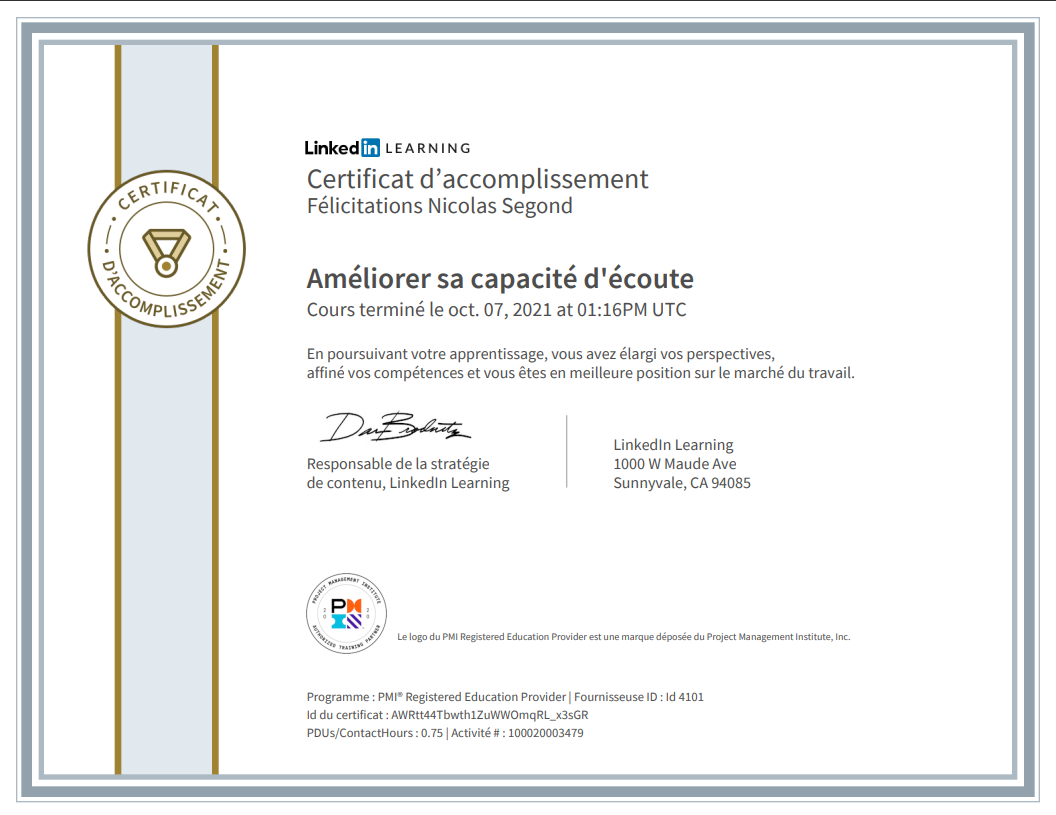 LinkedIn LEARNING
Certificat d’accomplissement
Félicitations Nicolas Segond
CERTIFICAT
D'ACCOMPLISSEMENT
Améliorer sa capacité d'écoute
Cours terminé le oct. 07, 2021 at 01:16PM UTC
En poursuivant votre apprentissage, vous avez élargi vos perspectives,
affiné vos compétences et vous êtes en meilleure position sur le marché du travail.
Responsable de la stratégie
de contenu, LinkedIn Learning
LinkedIn Learning
1000 W Maude Ave
Sunnyvale, CA 94085
PROJECT MANAGEMENT INSTITUTE
2020
PMI
AUTHORIZED TRAINING PARTNER
Le logo du PMI Registered Education Provider est une marque déposée du Project Management Institute, Inc.
Programme : PMI® Registered Education Provider | Fournisseuse ID : Id 4101
Id du certificat : AWRtt44Tbwth1ZuWWOmqRL_x3sGR
PDUs/ContactHours : 0.75 | Activité # : 100020003479